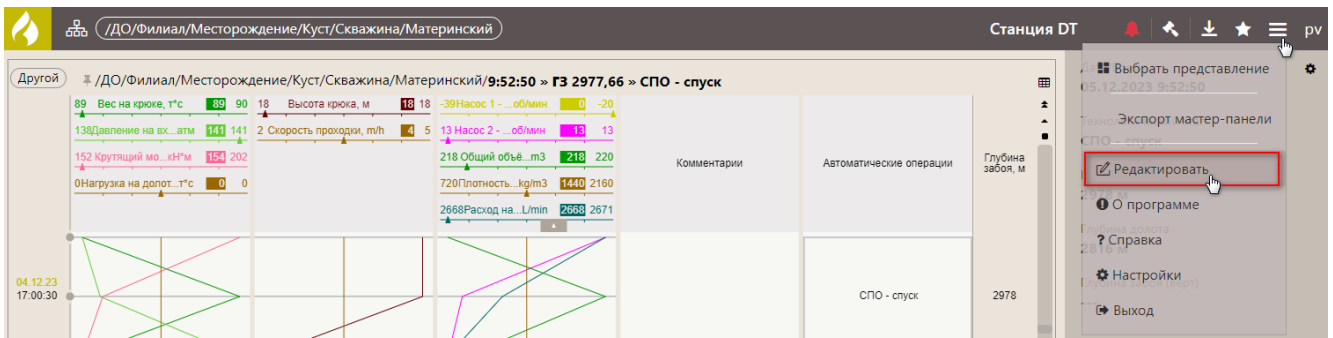 /ДО/Филиал/Месторождение/Куст/Скважина/Материнский
Станция DT
pv
Другой
/ДО/Филиал/Месторождение/Куст/Скважина/Материнский/9:52:50 » ГЗ 2977,66 » СПО - спуск
89 Вес на крюке, т*с 89 90
18 Высота крюка, м 18 18
-39Насос 1 - ...об/мин 0 -20
138Давление на вх...атм 141 141
2 Скорость проходки, m/h 4 5
13 Насос 2 - ...об/мин 13 13
152 Крутящий мо...кН*м 154 202
218 Общий объё...m3 218 220
0Нагрузка на долот...т*с 0 0
720Плотность...kg/m3 1440 2160
2668Расход на...L/min 2668 2671
Комментарии
Автоматические операции
Глубина
забоя, м
04.12.23
17:00:30
СПО - спуск
2978
Выбрать представление
05.12.2023 9:52:50
Экспорт мастер-панели
СПО - спуск
Редактировать
2978 м
О программе
Глубина долота
? Справка
2816 м
Настройки
Глубина забоя (верт)
Выход